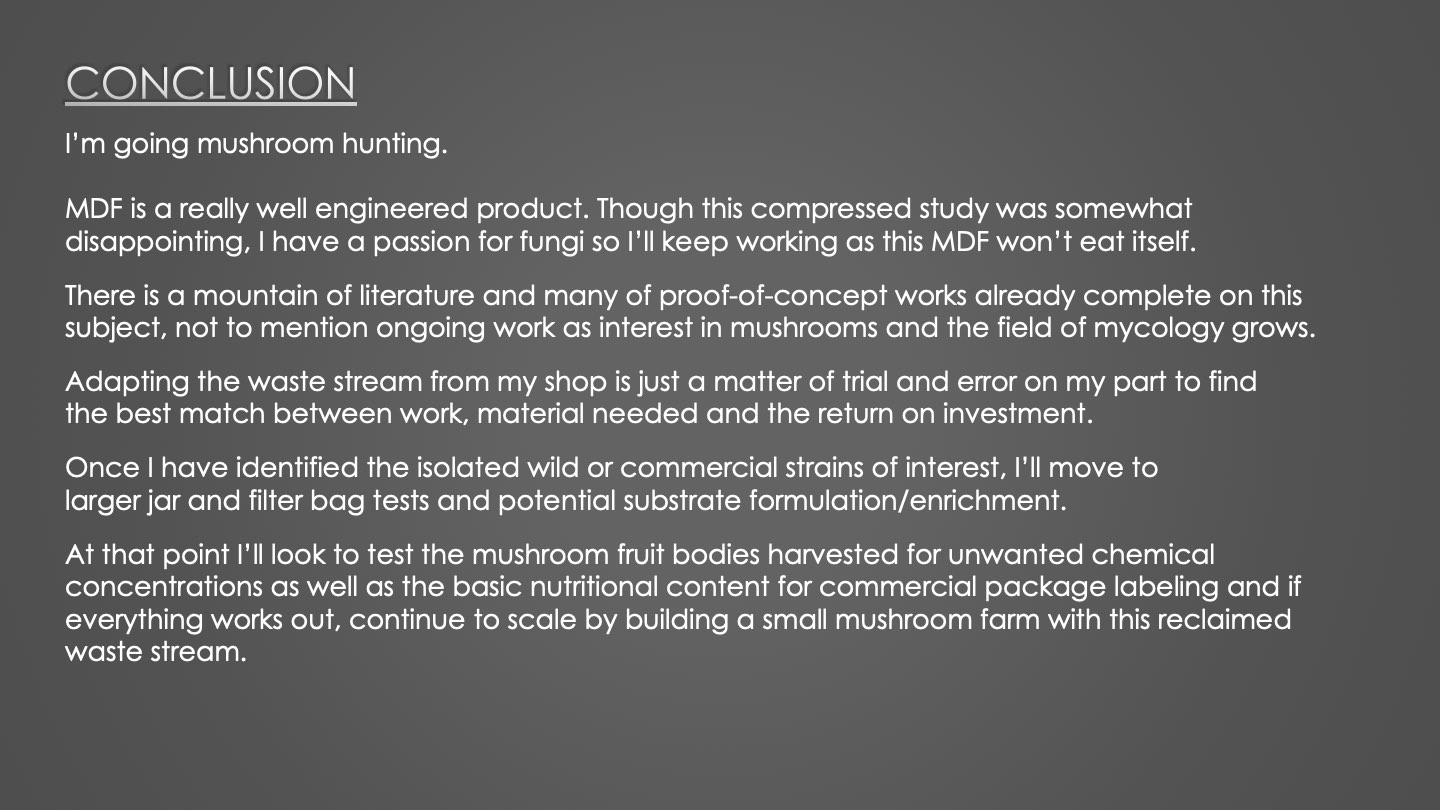 CONCLUSION
I’m going mushroom hunting.
MDF is a really well engineered product. Though this compressed study was somewhat
disappointing, I have a passion for fungi so I’ll keep working as this MDF won’t eat itself.
There is a mountain of literature and many of proof-of-concept works already complete on this
subject, not to mention ongoing work as interest in mushrooms and the field of mycology grows.
Adapting the waste stream from my shop is just a matter of trial and error on my part to find
the best match between work, material needed and the return on investment.
Once I have identified the isolated wild or commercial strains of interest, I’ll move to
larger jar and filter bag tests and potential substrate formulation/enrichment.
At that point I’ll look to test the mushroom fruit bodies harvested for unwanted chemical
concentrations as well as the basic nutritional content for commercial package labeling and if
everything works out, continue to scale by building a small mushroom farm with this reclaimed
waste stream.